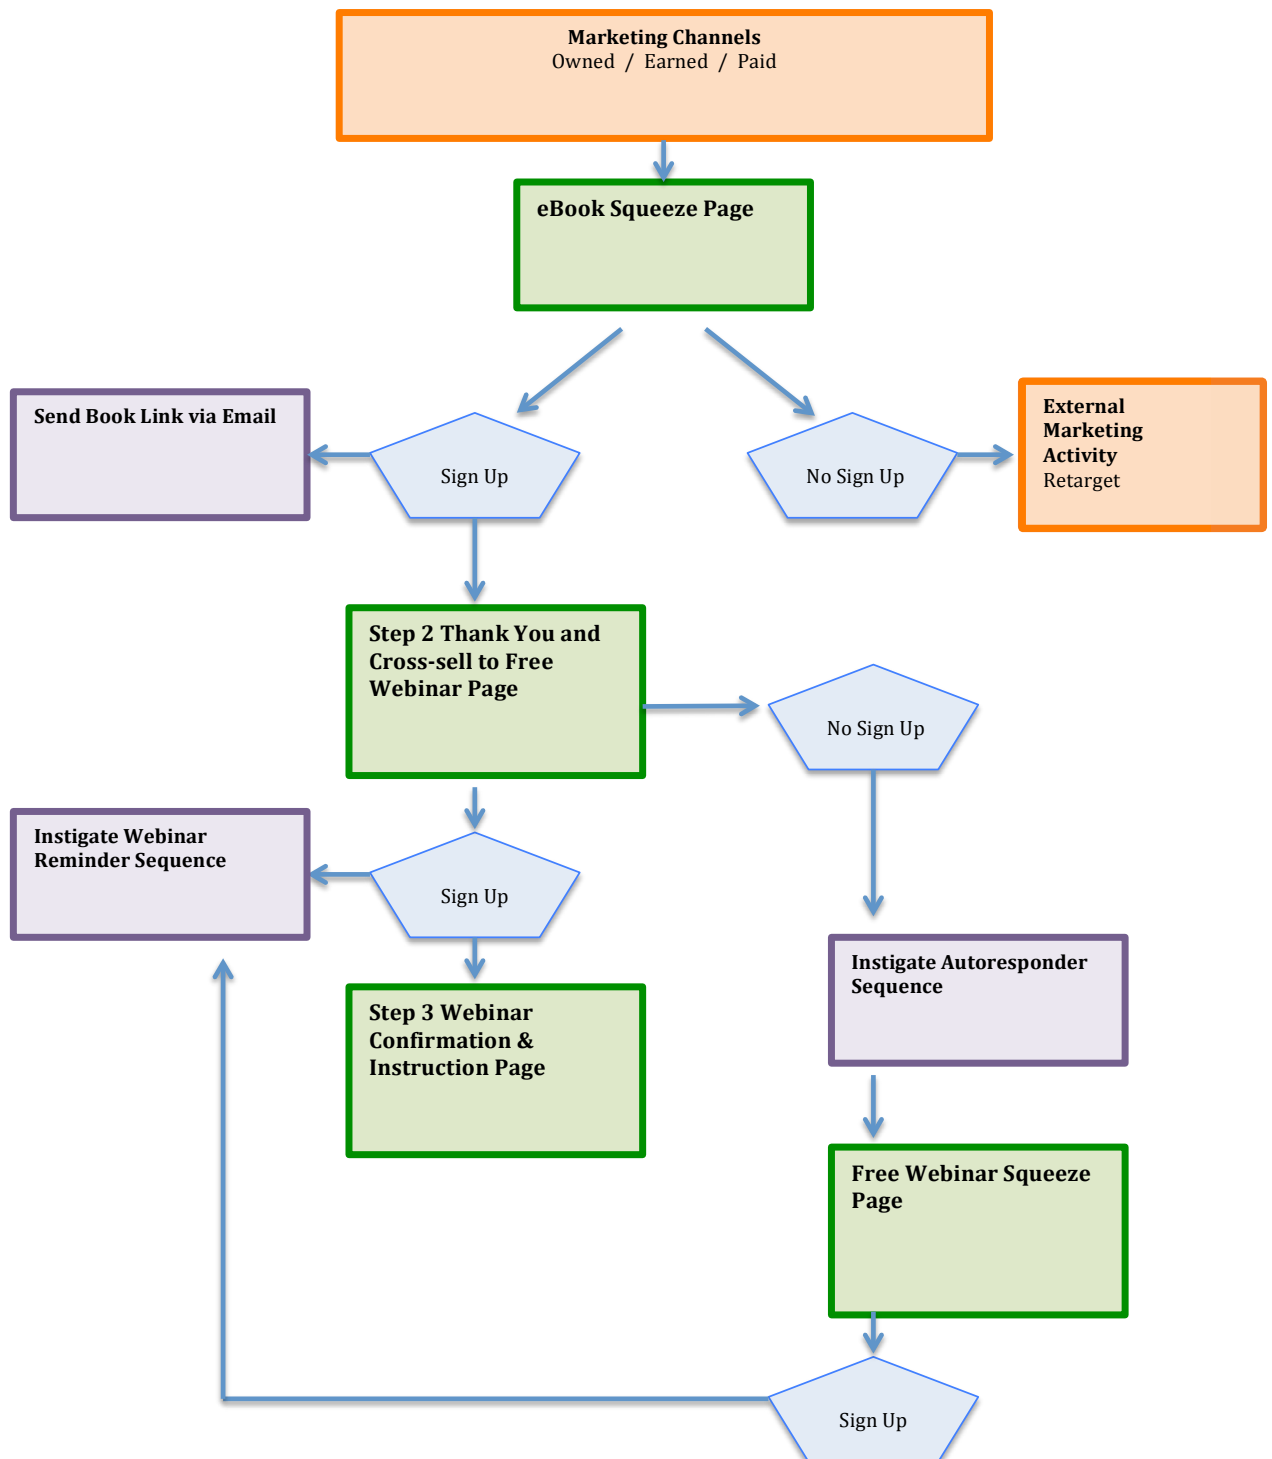 Marketing Channels
Owned / Earned / Paid
eBook Squeeze Page
Send Book Link via Email
Sign Up
No Sign Up
External
Marketing
Activity
Retarget
Step 2 Thank You and
Cross-sell to Free
Webinar Page
No Sign Up
Instigate Webinar
Reminder Sequence
Sign Up
Instigate Autoresponder
Sequence
Step 3 Webinar
Confirmation &
Instruction Page
Free Webinar Squeeze
Page
Sign Up